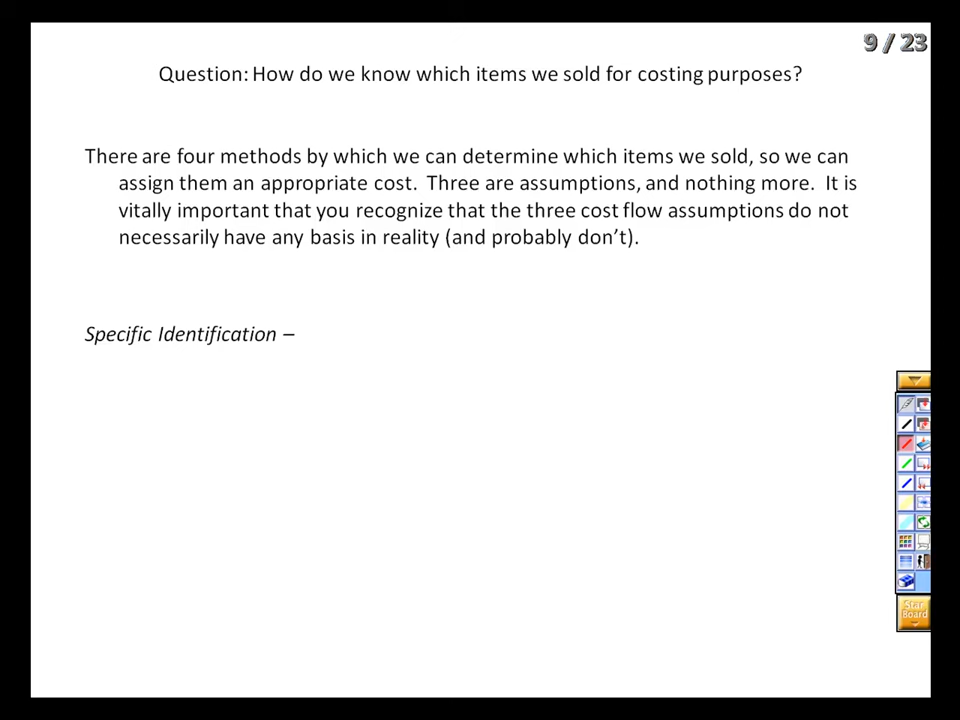 9 / 23
Question: How do we know which items we sold for costing purposes?
There are four methods by which we can determine which items we sold, so we can
assign them an appropriate cost.  Three are assumptions, and nothing more.  It is
vitally important that you recognize that the three cost flow assumptions do not
necessarily have any basis in reality (and probably don’t).
Specific Identification –
Star
Board